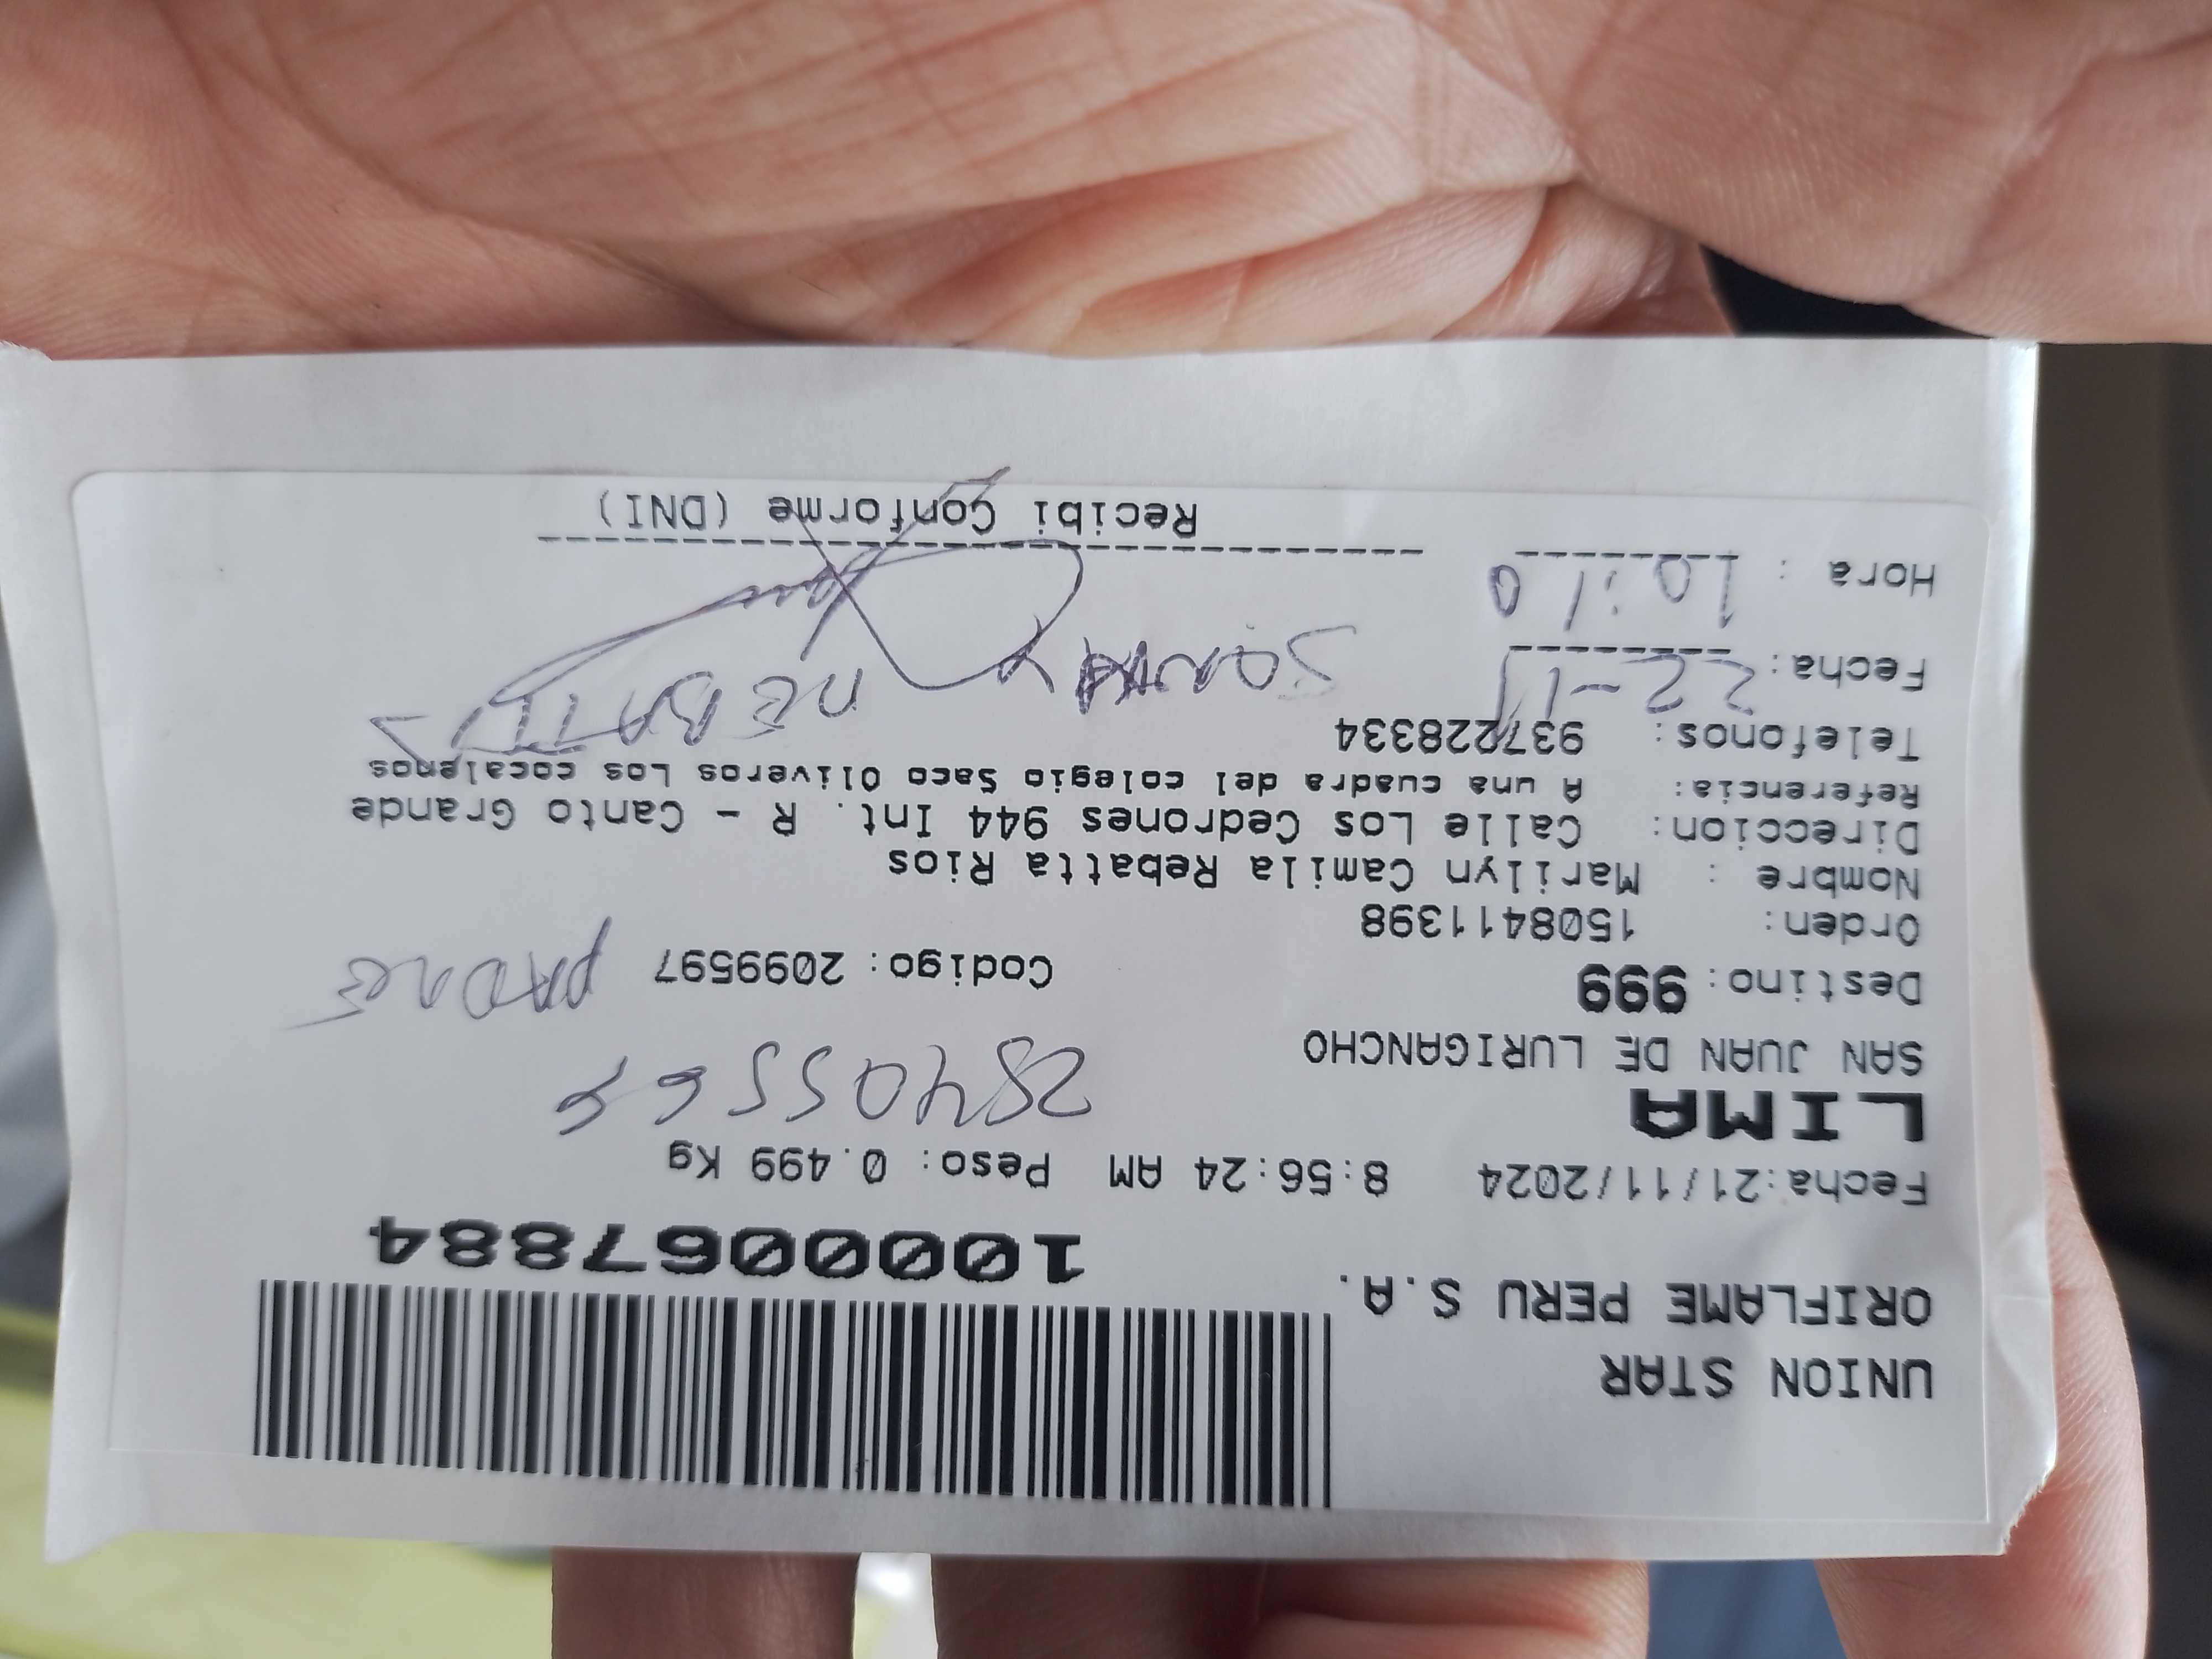 UNION STAR
ORIFLAME PERU S.A.
1000067884
Fecha:21/11/2024 8:56:24 AM Peso: 0.499 Kg
LIMA
SAN JUAN DE LURIGANCHO
Destino: 999 Codigo: 2099597 PADRE
Orden: 1508411398
Nombre : Marilyn Camila Rebatta Rios
Direccion: Calle Los Cedrones 944 Int. R - Canto Grande
Referencia: A una cuadra del colegio Saco Oliveros Los cocalenos
Telefonos: 937228334
Fecha: 22-11
Hora : 10:10
Recibi Conforme (DNI)